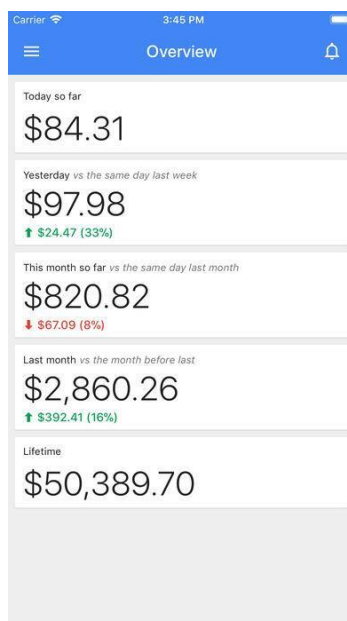 Carrier 3:45 PM
Overview
Today so far
$84.31
Yesterday vs the same day last week
$97.98
⬆ $24.47 (33%)
This month so far vs the same day last month
$820.82
⬇ $67.09 (8%)
Last month vs the month before last
$2,860.26
⬆ $392.41 (16%)
Lifetime
$50,389.70